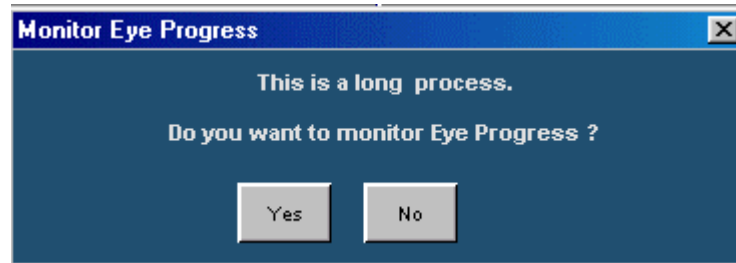 Monitor Eye Progress
This is a long process.
Do you want to monitor Eye Progress ?
Yes No